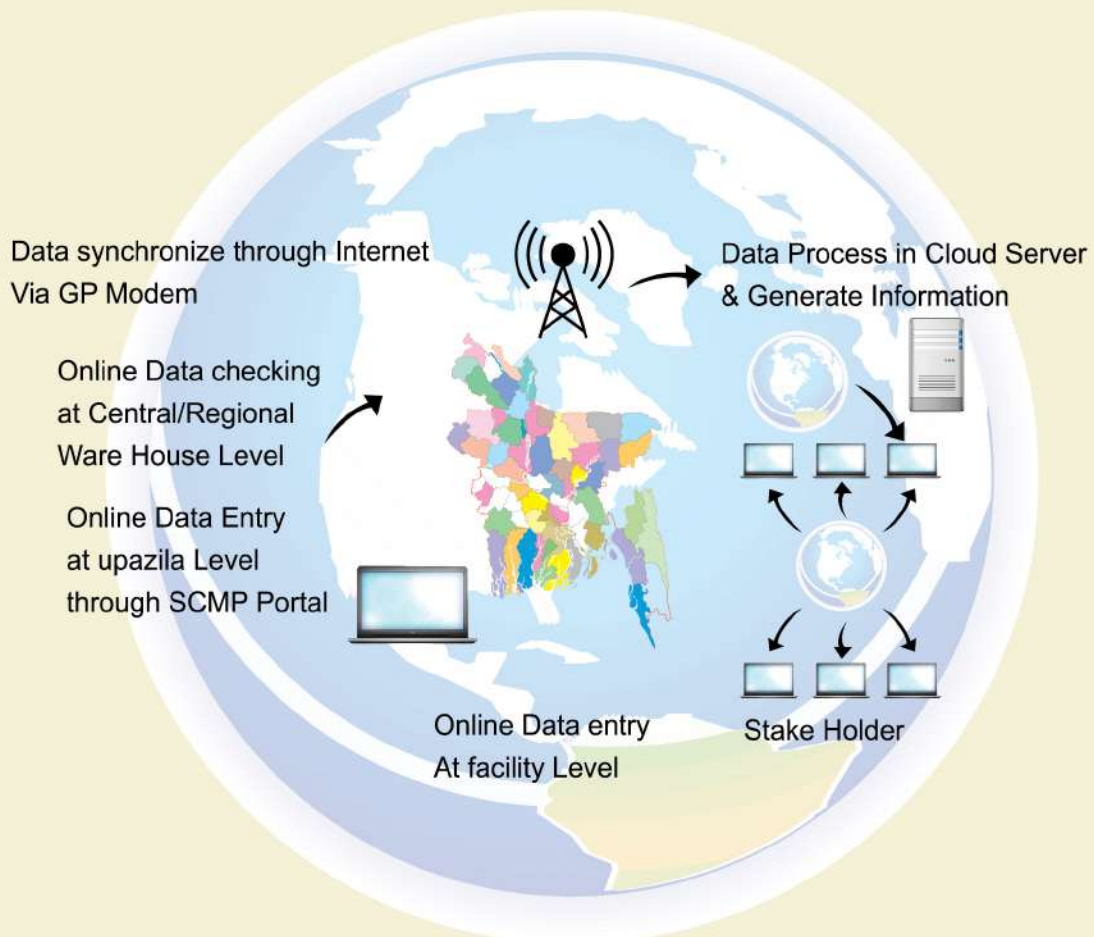 Data synchronize through Internet
Via GP Modem
Data Process in Cloud Server
& Generate Information
Online Data checking
at Central/Regional
Ware House Level
Online Data Entry
at upazila Level
through SCMP Portal
Online Data entry
At facility Level
Stake Holder